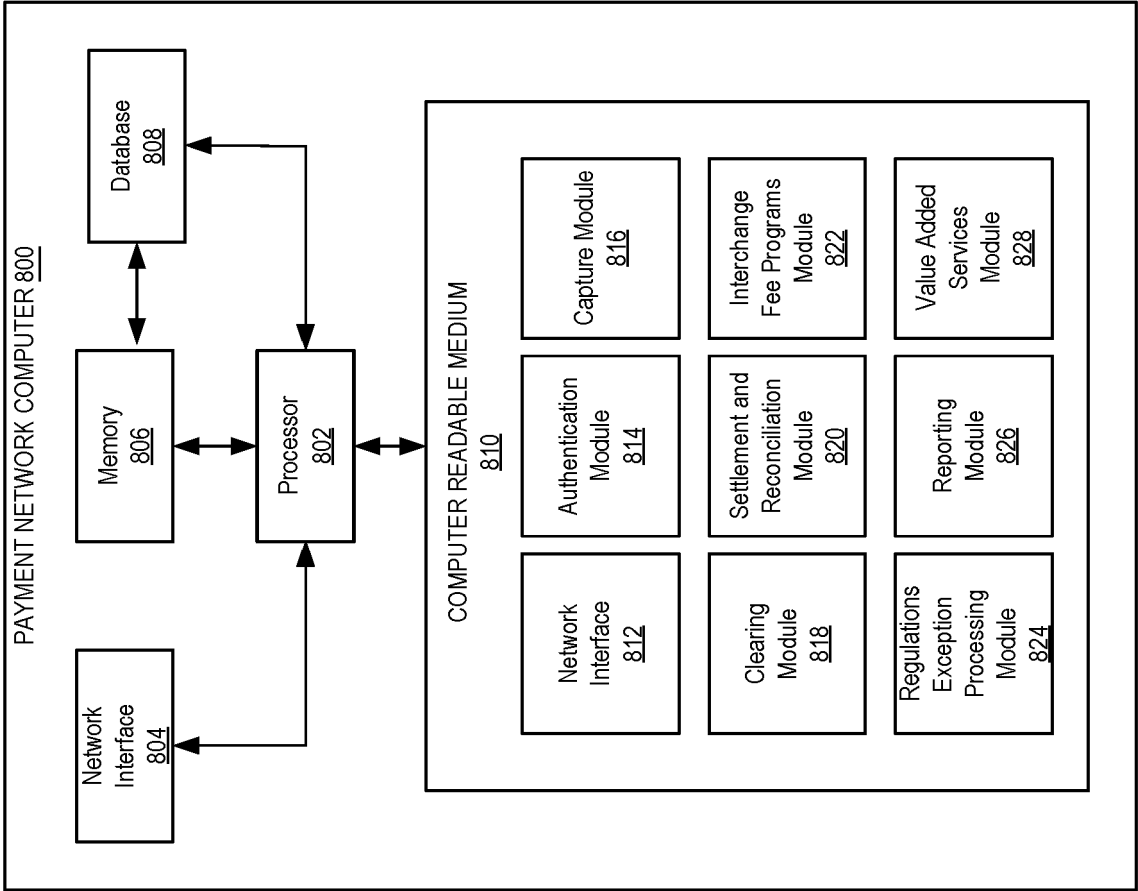 PAYMENT NETWORK COMPUTER 800
Network
Interface
804
Memory
806
Database
808
Processor
802
COMPUTER READABLE MEDIUM
810
Network
Interface
812
Authentication
Module
814
Capture Module
816
Clearing
Module
818
Settlement and
Reconciliation
Module
820
Interchange
Fee Programs
Module
822
Regulations
Exception
Processing
Module
824
Reporting
Module
826
Value Added
Services
Module
828